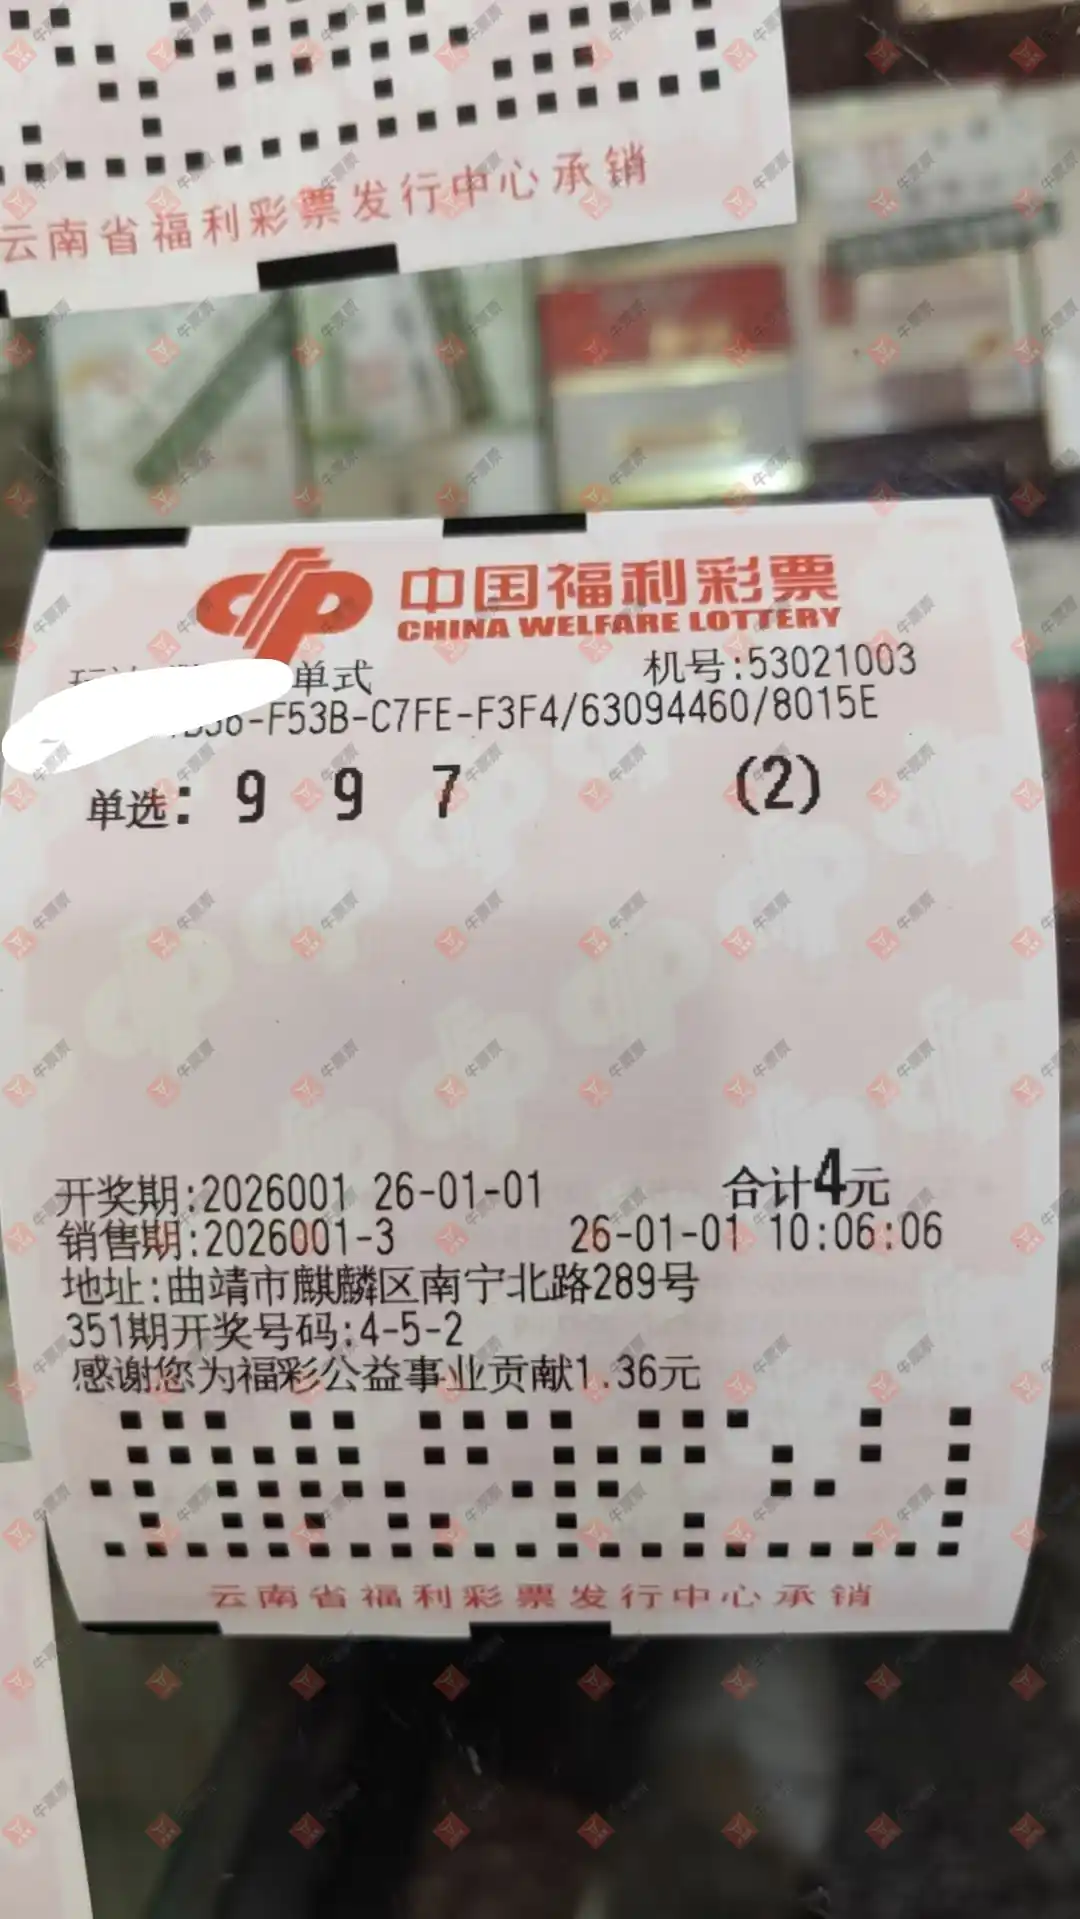 云南省福利彩票发行中心承销
中国福利彩票
CHINA WELFARE LOTTERY
单式 机号:53021003
-F53B-C7FE-F3F4/63094460/8015E
单选: 9 9 7 (2)
开奖期:2026001 26-01-01 合计4元
销售期:2026001-3 26-01-01 10:06:06
地址:曲靖市麒麟区南宁北路289号
351期开奖号码:4-5-2
感谢您为福彩公益事业贡献1.36元
云南省福利彩票发行中心承销
牛票票